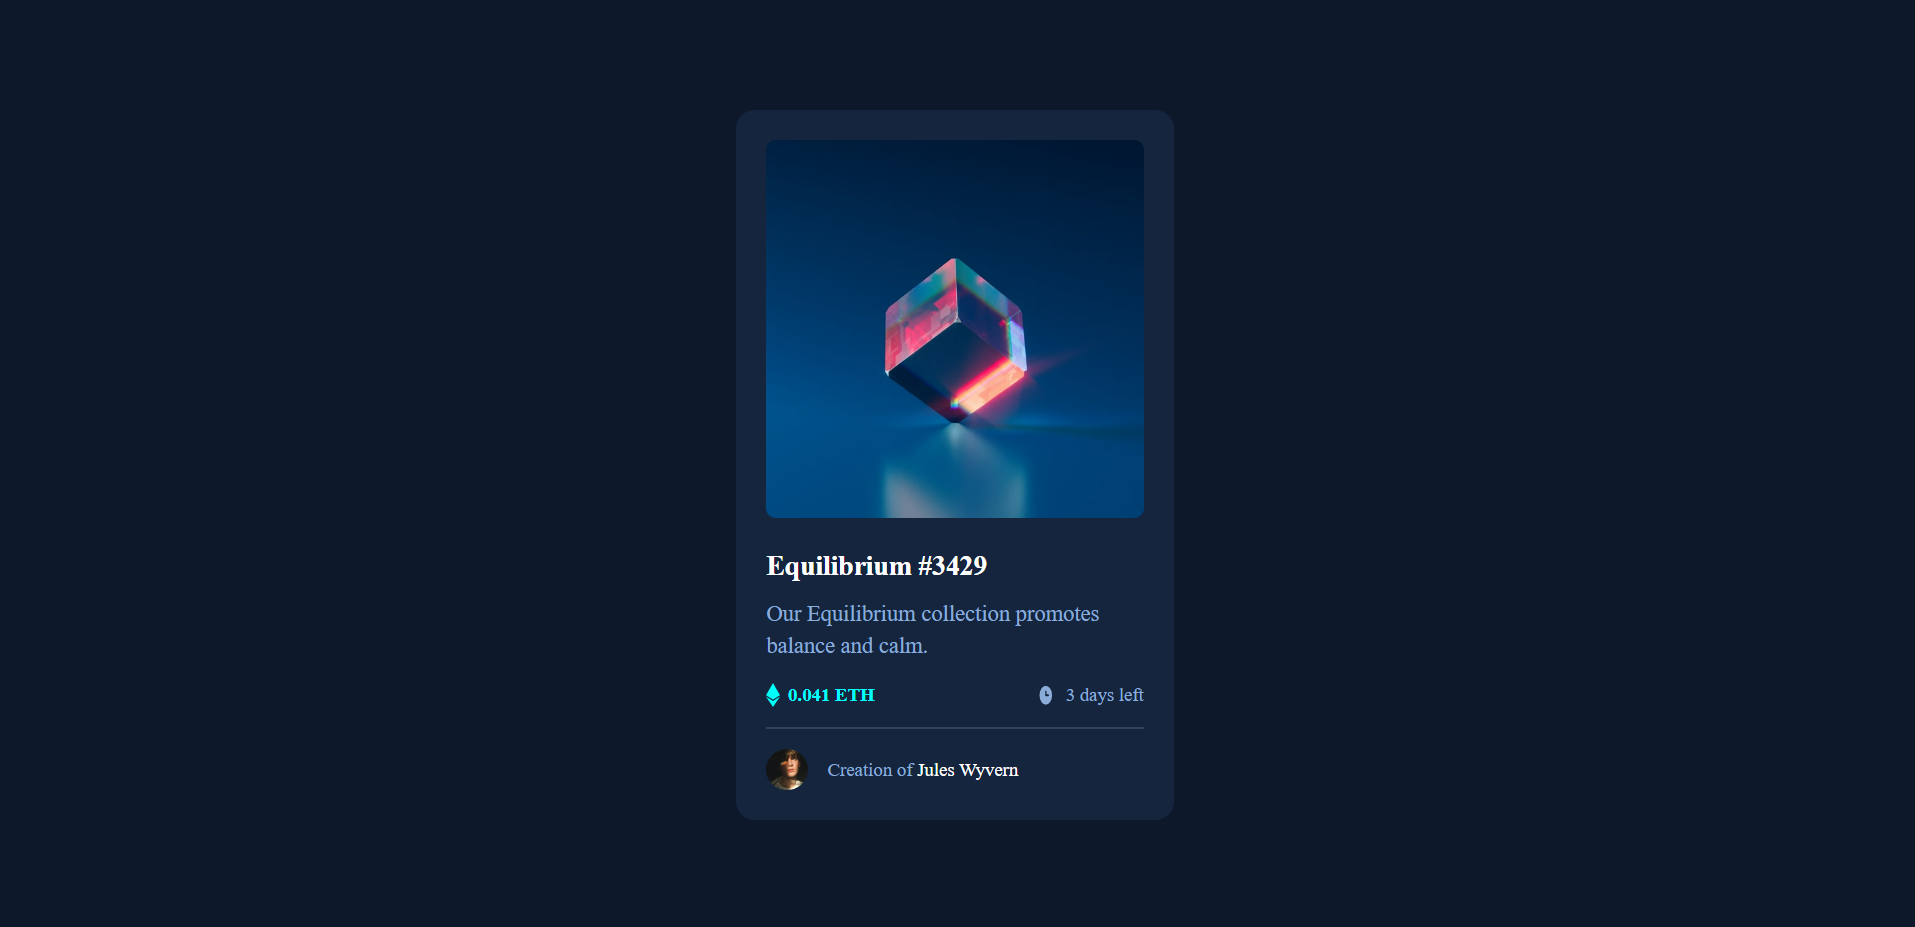 Equilibrium #3429
Our Equilibrium collection promotes
balance and calm.
0.041 ETH
3 days left
Creation of Jules Wyvern